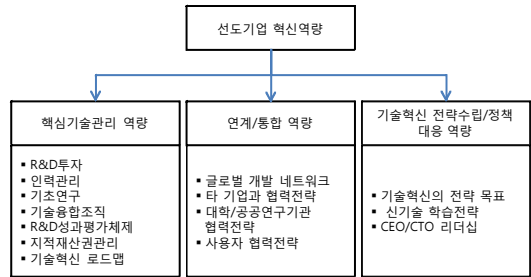 선도기업 혁신역량
핵심기술관리 역량
▪ R&D투자
▪ 인력관리
▪ 기초연구
▪ 기술융합조직
▪ R&D성과평가체제
▪ 지적재산권관리
▪ 기술혁신 로드맵
연계/통합 역량
▪ 글로벌 개발 네트워크
▪ 타 기업과 협력전략
▪ 대학/공공연구기관
협력전략
▪ 사용자 협력전략
기술혁신 전략수립/정책
대응 역량
▪ 기술혁신의 전략 목표
▪ 신기술 학습전략
▪ CEO/CTO 리더십